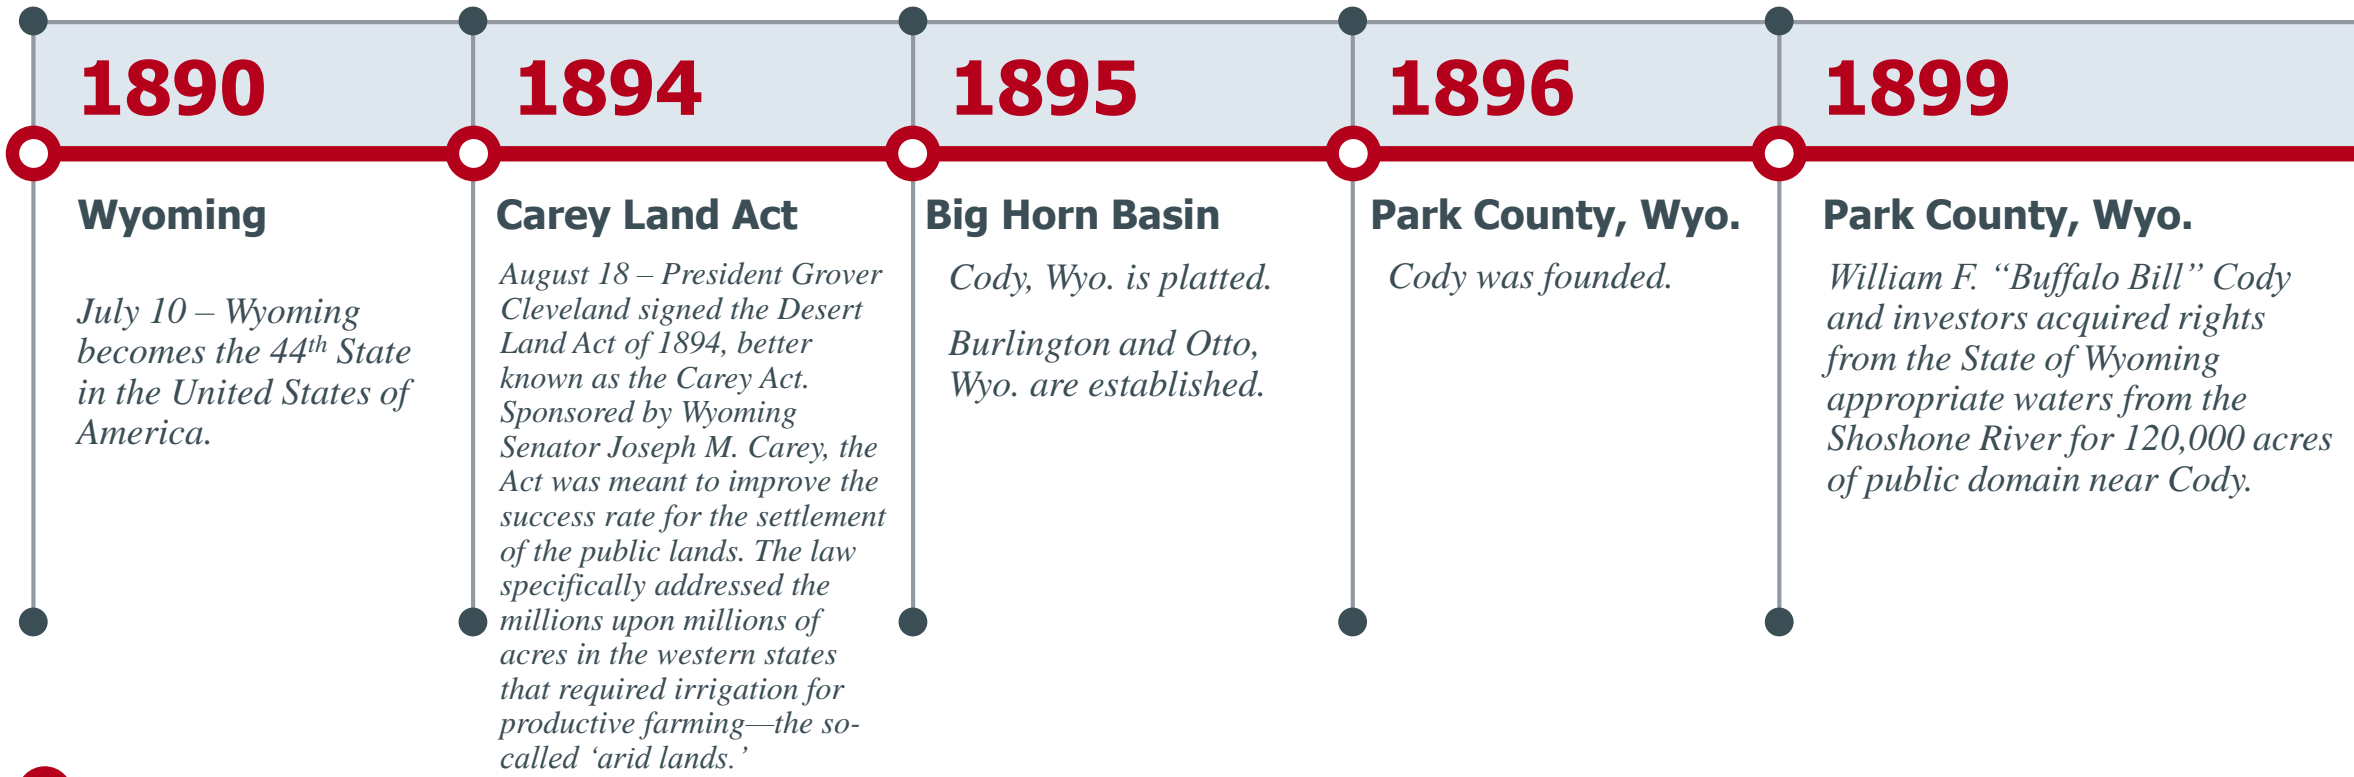 1890
Wyoming
July 10 – Wyoming
becomes the 44th State
in the United States of
America.
1894
Carey Land Act
August 18 – President Grover
Cleveland signed the Desert
Land Act of 1894, better
known as the Carey Act.
Sponsored by Wyoming
Senator Joseph M. Carey, the
Act was meant to improve the
success rate for the settlement
of the public lands. The law
specifically addressed the
millions upon millions of
acres in the western states
that required irrigation for
productive farming—the so-
called ‘arid lands.’
1895
Big Horn Basin
Cody, Wyo. is platted.
Burlington and Otto,
Wyo. are established.
1896
Park County, Wyo.
Cody was founded.
1899
Park County, Wyo.
William F. “Buffalo Bill” Cody
and investors acquired rights
from the State of Wyoming
appropriate waters from the
Shoshone River for 120,000 acres
of public domain near Cody.